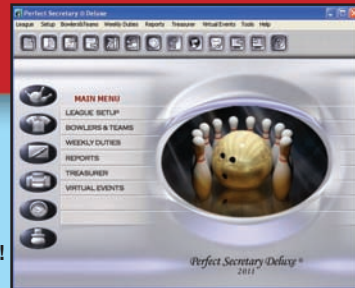 Perfect Secretary Deluxe
League Setup Bowlers&Teams Weekly Duties Reports Treasurer Virtual Events Tools Help
MAIN MENU
LEAGUE SETUP
BOWLERS & TEAMS
WEEKLY DUTIES
REPORTS
TREASURER
VIRTUAL EVENTS
!
Perfect Secretary Deluxe ®
2011